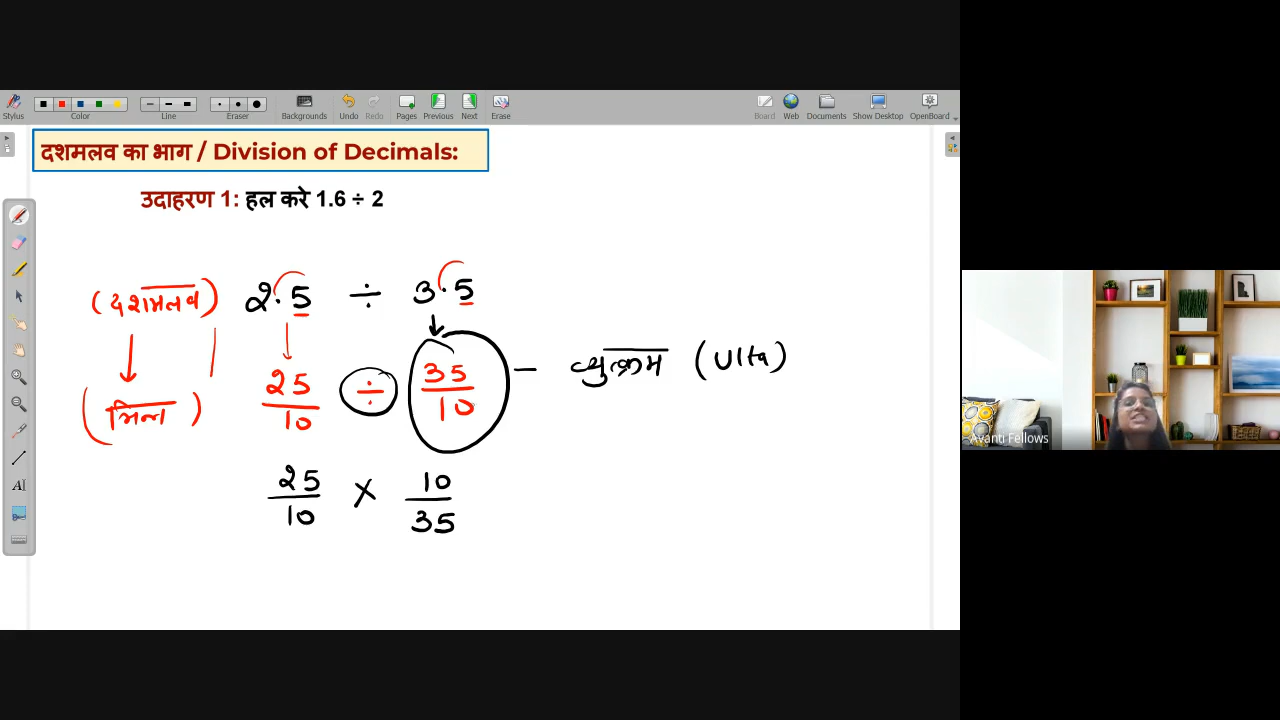 Stylus Color Line Eraser Backgrounds Undo Redo Pages Previous Next Erase Board Web Documents Show Desktop OpenBoard
दशमलव का भाग / Division of Decimals:
उदाहरण 1: हल करे 1.6 ÷ 2
(दशमलव) 2.5 ÷ 3.5
(भिन्न) 25/10 ÷ 35/10 — व्युत्क्रम (Ulta)
25/10 × 10/35
Avanti Fellows